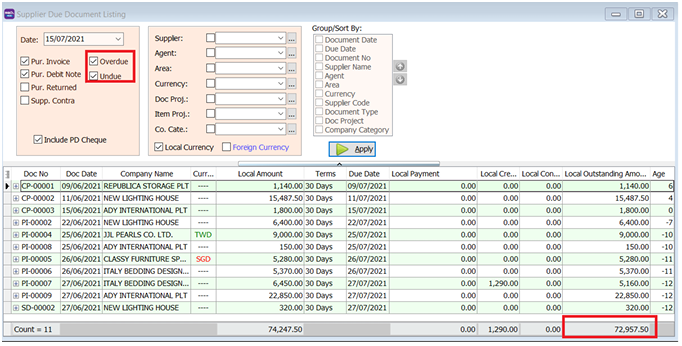 Supplier Due Document Listing
Date: 15/07/2021
Pur. Invoice Overdue
Pur. Debit Note Undue
Pur. Returned
Supp. Contra
Include PD Cheque
Supplier: ...
Agent: ...
Area: ...
Currency: ...
Doc Proj.: ...
Item Proj.: ...
Co. Cate.: ...
Local Currency Foreign Currency
Group/Sort By:
Document Date
Due Date
Document No
Supplier Name
Agent
Area
Currency
Suppler Code
Document Type
Doc Project
Company Category
Apply
Doc No Doc Date Company Name Curr... Local Amount Terms Due Date Local Payment Local Cre... Local Con... Local Outstanding Amo... Age
CP-00001 09/06/2021 REPUBLICA STORAGE PLT ---- 1,140.00 30 Days 09/07/2021 0.00 0.00 0.00 1,140.00 6
CP-00002 11/06/2021 NEW LIGHTING HOUSE ---- 15,487.50 30 Days 11/07/2021 0.00 0.00 0.00 15,487.50 4
CP-00003 15/06/2021 ADY INTERNATIONAL PLT ---- 1,800.00 30 Days 15/07/2021 0.00 0.00 0.00 1,800.00 0
PI-00002 22/06/2021 NEW LIGHTING HOUSE ---- 6,400.00 30 Days 22/07/2021 0.00 0.00 0.00 6,400.00 -7
PI-00004 25/06/2021 JJL PEARLS CO. LTD. TWD 9,000.00 30 Days 25/07/2021 0.00 0.00 0.00 9,000.00 -10
PI-00008 25/06/2021 ADY INTERNATIONAL PLT ---- 150.00 30 Days 25/07/2021 0.00 0.00 0.00 150.00 -10
PI-00005 26/06/2021 CLASSY FURNITURE SP... SGD 5,280.00 30 Days 26/07/2021 0.00 0.00 0.00 5,280.00 -11
PI-00006 26/06/2021 ITALY BEDDING DESIGN... ---- 5,370.00 30 Days 26/07/2021 0.00 0.00 0.00 5,370.00 -11
PI-00007 27/06/2021 ITALY BEDDING DESIGN... ---- 6,450.00 30 Days 27/07/2021 0.00 1,290.00 0.00 5,160.00 -12
PI-00009 27/06/2021 ADY INTERNATIONAL PLT ---- 22,850.00 30 Days 27/07/2021 0.00 0.00 0.00 22,850.00 -12
SD-00002 27/06/2021 NEW LIGHTING HOUSE ---- 320.00 30 Days 27/07/2021 0.00 0.00 0.00 320.00 -12
Count = 11 74,247.50 0.00 1,290.00 0.00 72,957.50